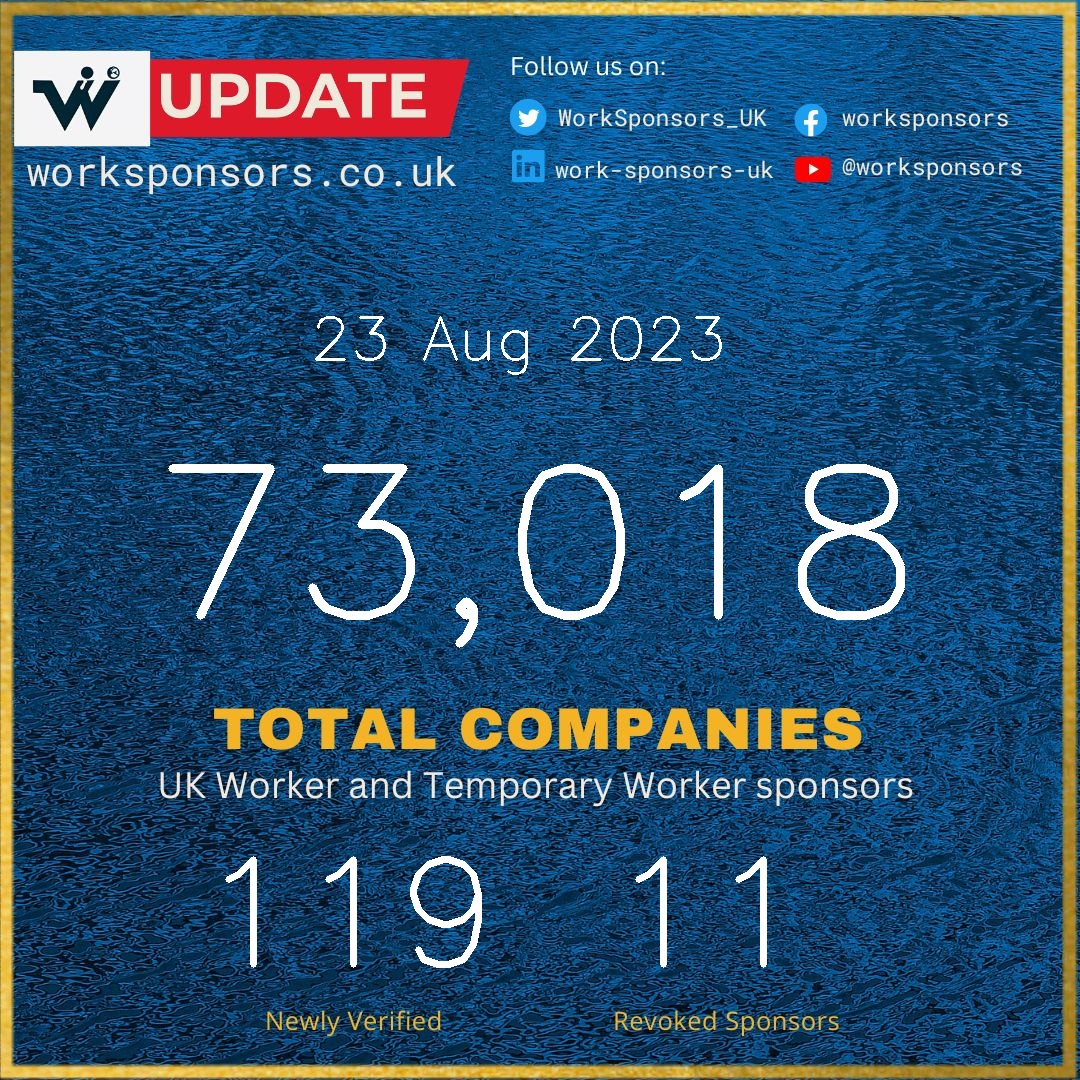 UPDATE
worksponsors.co.uk
Follow us on:
WorkSponsors_UK
worksponsors
work-sponsors-uk
@worksponsors
23 Aug 2023
73,018
TOTAL COMPANIES
UK Worker and Temporary Worker sponsors
119 11
Newly Verified Revoked Sponsors